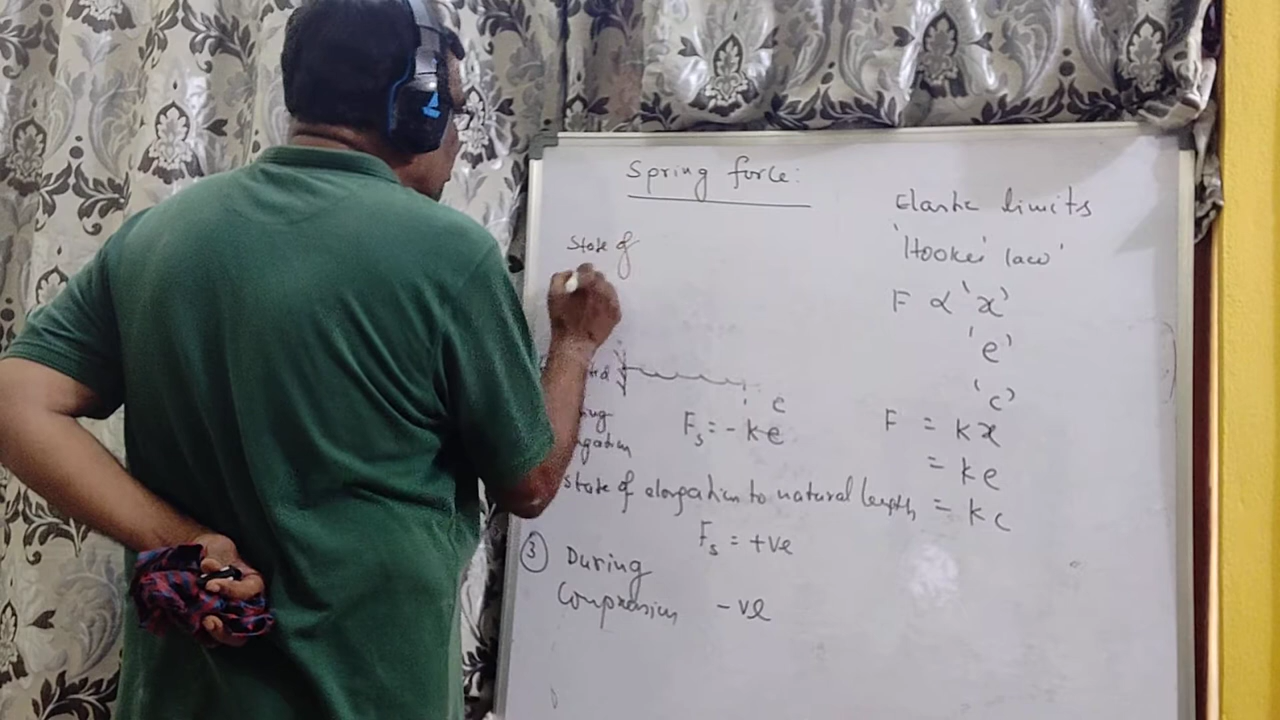 Spring force:
State of
e
Fs = - ke
State of elongation to natural length
Fs = +ve
③ During
Compression -ve
Elastic limits
'Hooke's law'
F ∝ 'x'
'e'
'c'
F = kx
= ke
= kc